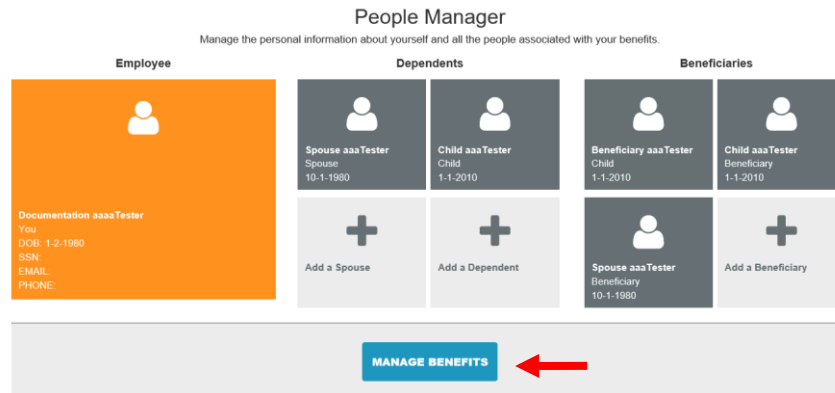 People Manager
Manage the personal information about yourself and all the people associated with your benefits.
Employee
Documentation aaaaTester
You
DOB: 1-2-1980
SSN:
EMAIL:
PHONE:
Dependents
Spouse aaaTester
Spouse
10-1-1980
Child aaaTester
Child
1-1-2010
Add a Spouse
Add a Dependent
Beneficiaries
Beneficiary aaaTester
Child
1-1-2010
Child aaaTester
Beneficiary
1-1-2010
Spouse aaaTester
Beneficiary
10-1-1980
Add a Beneficiary
MANAGE BENEFITS